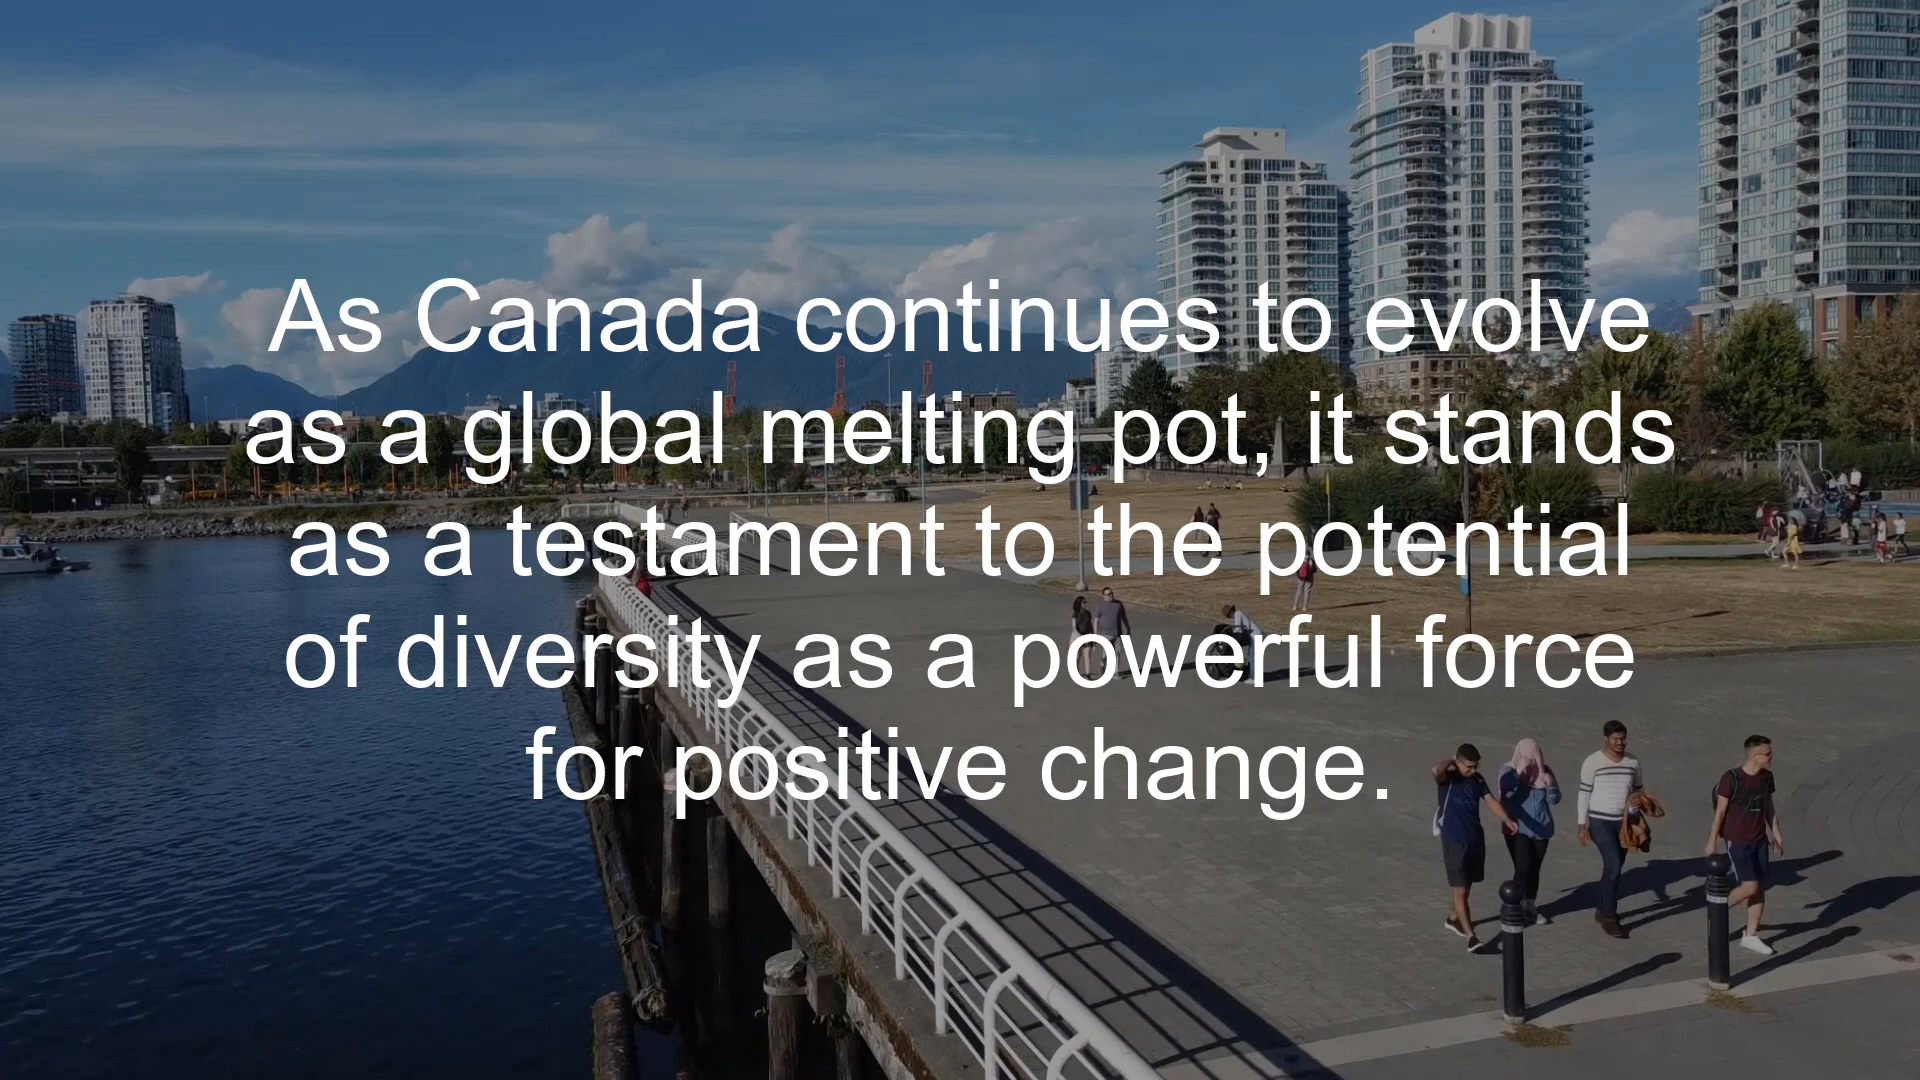 As Canada continues to evolve
as a global melting pot, it stands
as a testament to the potential
of diversity as a powerful force
for positive change.